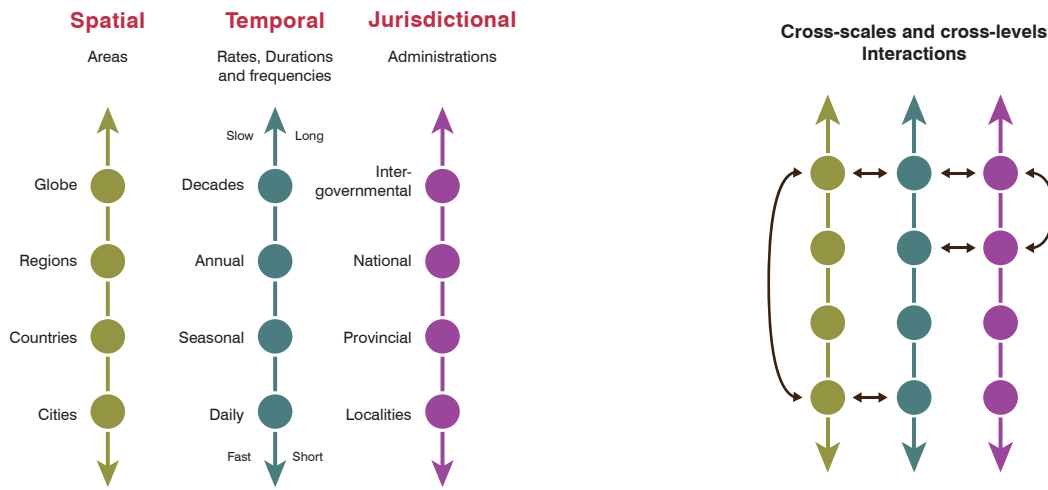 Spatial
Areas
Globe
Regions
Countries
Cities
Temporal
Rates, Durations
and frequencies
Slow Long
Decades
Annual
Seasonal
Daily
Fast Short
Jurisdictional
Administrations
Inter-
governmental
National
Provincial
Localities
Cross-scales and cross-levels
Interactions